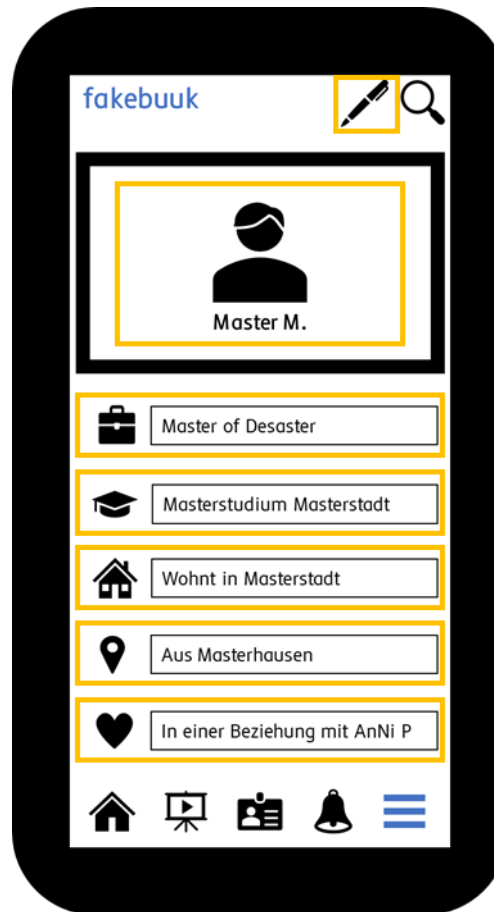 fakebuuk
Master M.
Master of Desaster
Masterstudium Masterstadt
Wohnt in Masterstadt
Aus Masterhausen
In einer Beziehung mit AnNi P